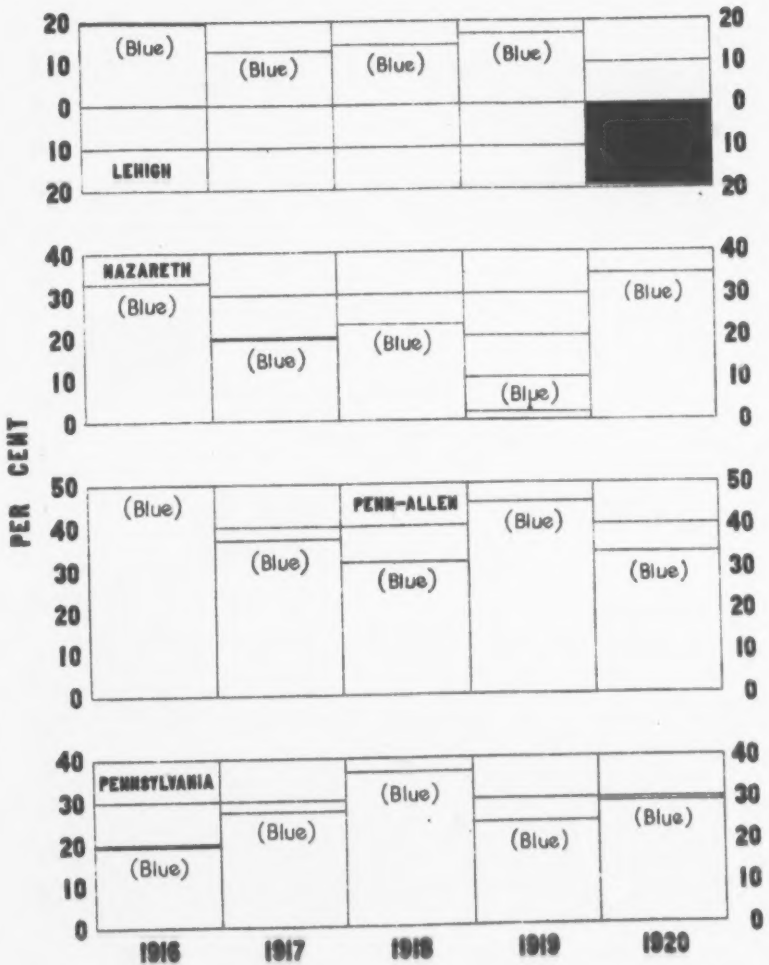 20 20
(Blue) (Blue) (Blue) (Blue)
10 10
0 0
10 10
LEHIGH
20 20
40 40
NAZARETH
30 30
(Blue) (Blue)
20 (Blue) (Blue) 20
10 (Blue) 10
0 0
PER CENT
50 PENN-ALLEN 50
(Blue) (Blue)
40 40
30 (Blue) (Blue) (Blue) 30
20 20
10 10
0 0
40 40
PENNSYLVANIA
30 (Blue) 30
(Blue) (Blue) (Blue)
20 20
(Blue)
10 10
0 0
1916 1917 1918 1919 1920